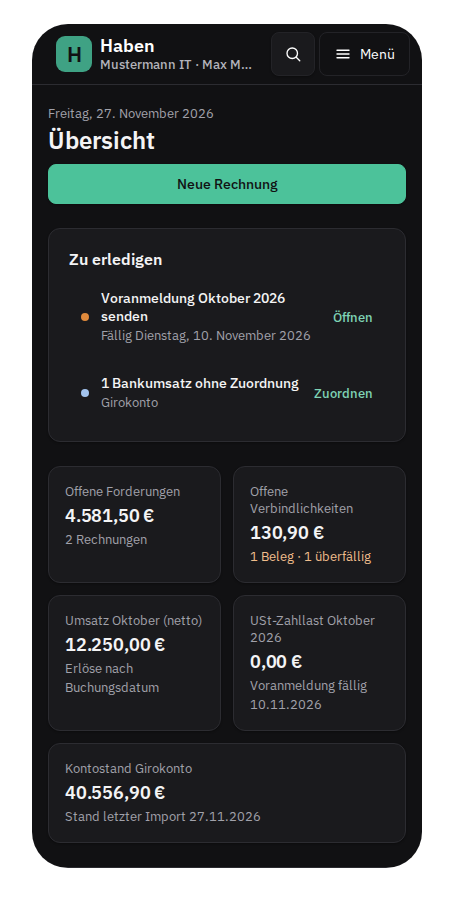 H
Haben
Mustermann IT · Max M...
Menü
Freitag, 27. November 2026
Übersicht
Neue Rechnung
Zu erledigen
Voranmeldung Oktober 2026
senden
Fällig Dienstag, 10. November 2026
Öffnen
1 Bankumsatz ohne Zuordnung
Girokonto
Zuordnen
Offene Forderungen
4.581,50 €
2 Rechnungen
Offene
Verbindlichkeiten
130,90 €
1 Beleg · 1 überfällig
Umsatz Oktober (netto)
12.250,00 €
Erlöse nach
Buchungsdatum
USt-Zahllast Oktober
2026
0,00 €
Voranmeldung fällig
10.11.2026
Kontostand Girokonto
40.556,90 €
Stand letzter Import 27.11.2026